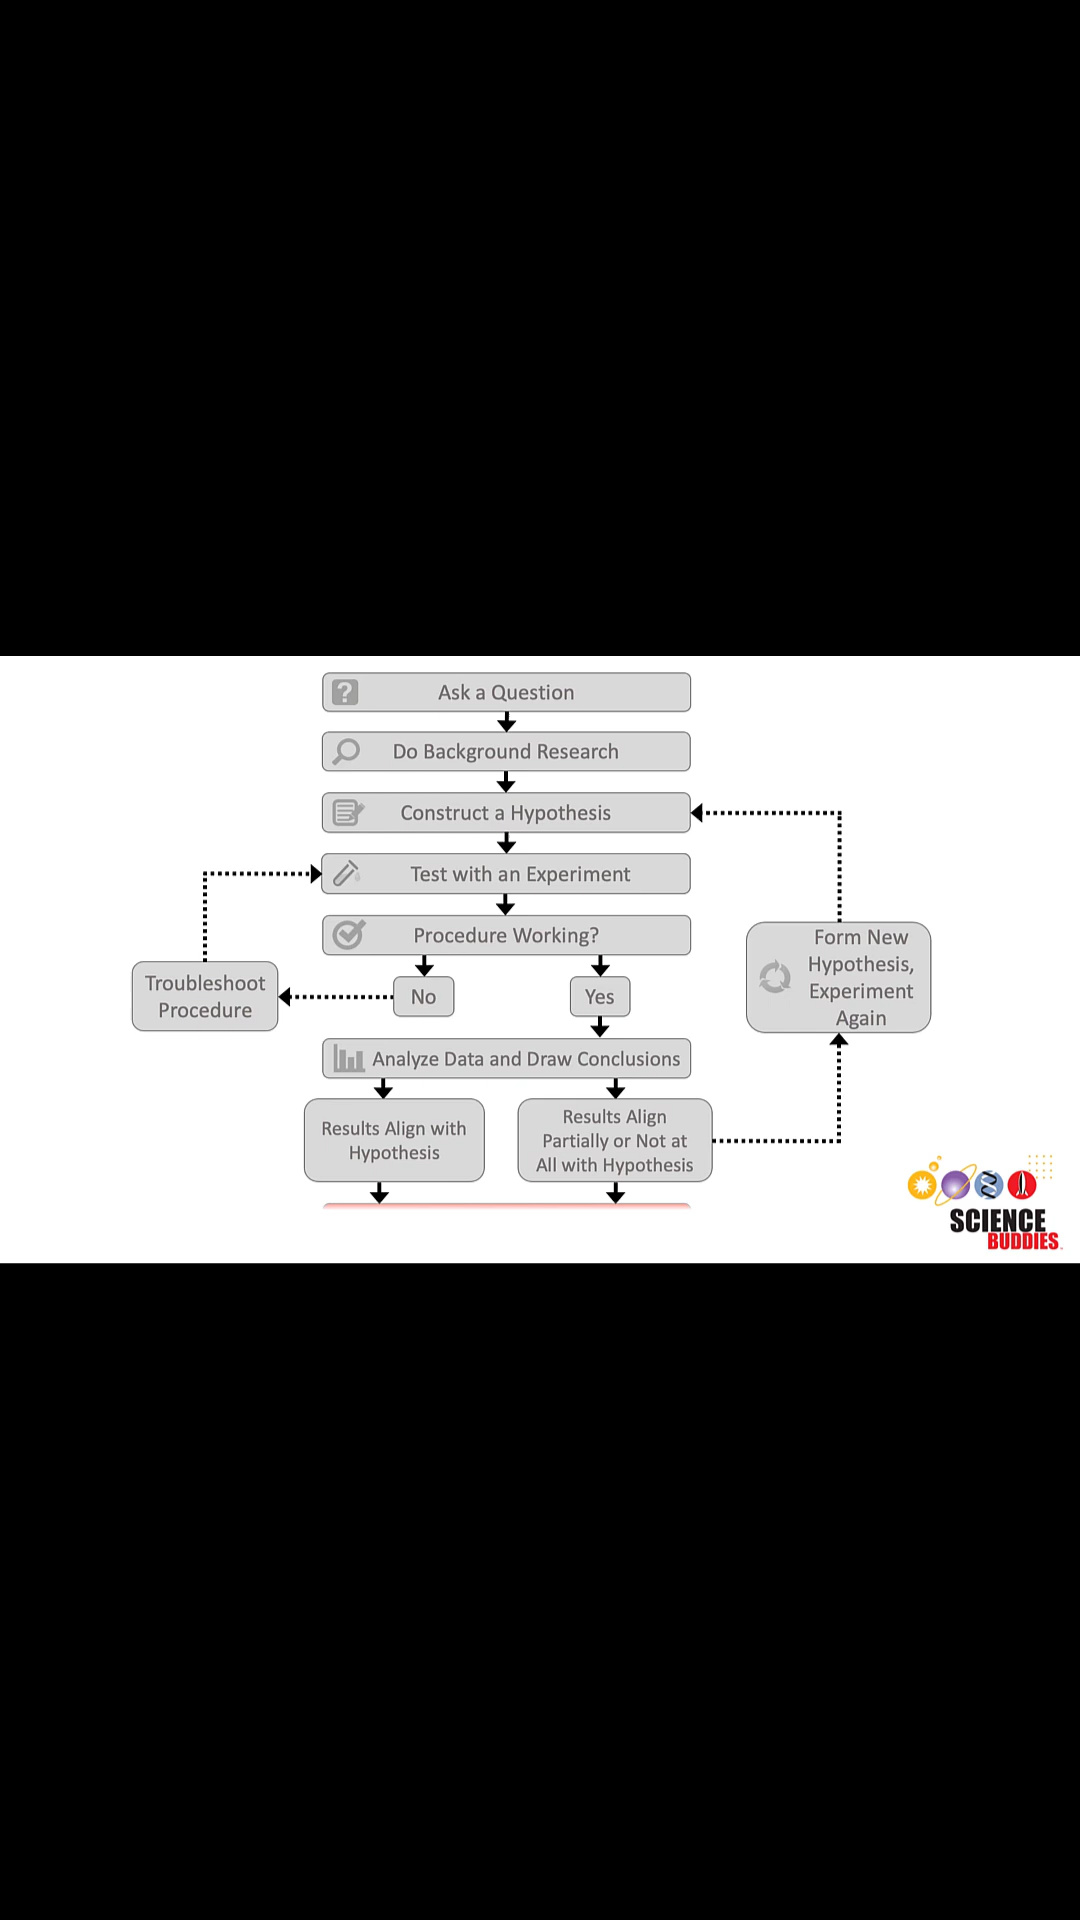 Ask a Question
Do Background Research
Construct a Hypothesis
Test with an Experiment
Procedure Working?
No
Yes
Troubleshoot
Procedure
Form New
Hypothesis,
Experiment
Again
Analyze Data and Draw Conclusions
Results Align with
Hypothesis
Results Align
Partially or Not at
All with Hypothesis
SCIENCE
BUDDIES